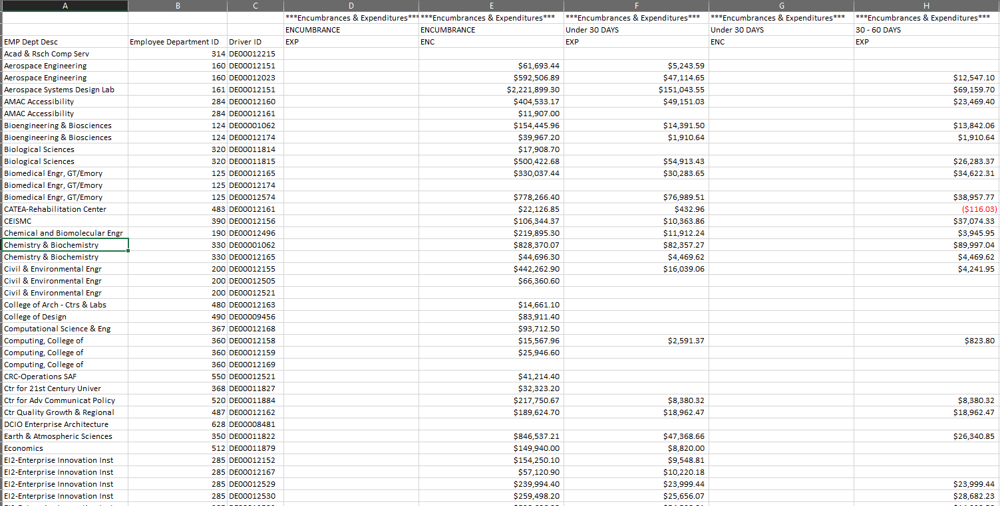 A B C D E F G H
***Encumbrances & Expenditures*** ***Encumbrances & Expenditures*** ***Encumbrances & Expenditures*** ***Encumbrances & Expenditures*** ***Encumbrances & Expenditures***
ENCUMBRANCE ENCUMBRANCE Under 30 DAYS Under 30 DAYS 30 - 60 DAYS
EMP Dept Desc Employee Department ID Driver ID EXP ENC EXP ENC EXP
Acad & Rsch Comp Serv 314 DE00012215
Aerospace Engineering 160 DE00012151 $61,693.44 $5,243.59
Aerospace Engineering 160 DE00012023 $592,506.89 $47,114.65 $12,547.10
Aerospace Systems Design Lab 161 DE00012151 $2,221,899.30 $151,043.55 $69,159.70
AMAC Accessibility 284 DE00012160 $404,533.17 $49,151.03 $23,469.40
AMAC Accessibility 284 DE00012161 $11,907.00
Bioengineering & Biosciences 124 DE00001062 $154,445.96 $14,391.50 $13,842.06
Bioengineering & Biosciences 124 DE00012174 $39,967.20 $1,910.64 $1,910.64
Biological Sciences 320 DE00011814 $17,908.70
Biological Sciences 320 DE00011815 $500,422.68 $54,913.43 $26,283.37
Biomedical Engr, GT/Emory 125 DE00012165 $330,037.44 $30,283.65 $34,622.31
Biomedical Engr, GT/Emory 125 DE00012174
Biomedical Engr, GT/Emory 125 DE00012574 $778,266.40 $76,989.51 $38,957.77
CATEA-Rehabilitation Center 483 DE00012161 $22,126.85 $432.96 ($116.03)
CEISMC 390 DE00012156 $106,344.37 $10,363.86 $37,074.33
Chemical and Biomolecular Engr 190 DE00012496 $219,895.30 $11,912.24 $3,945.95
Chemistry & Biochemistry 330 DE00001062 $828,370.07 $82,357.27 $89,997.04
Chemistry & Biochemistry 330 DE00012165 $44,696.30 $4,469.62 $4,469.62
Civil & Environmental Engr 200 DE00012155 $442,262.90 $16,039.06 $4,241.95
Civil & Environmental Engr 200 DE00012505 $66,360.60
Civil & Environmental Engr 200 DE00012521
College of Arch - Ctrs & Labs 480 DE00012163 $14,661.10
College of Design 490 DE00009456 $83,911.40
Computational Science & Eng 367 DE00012168 $93,712.50
Computing, College of 360 DE00012158 $15,567.96 $2,591.37 $823.80
Computing, College of 360 DE00012159 $25,946.60
Computing, College of 360 DE00012169
CRC-Operations SAF 550 DE00012521 $41,214.40
Ctr for 21st Century Univer 368 DE00011827 $32,323.20
Ctr for Adv Communicat Policy 520 DE00011884 $217,750.67 $8,380.32 $8,380.32
Ctr Quality Growth & Regional 487 DE00012162 $189,624.70 $18,962.47 $18,962.47
DCIO Enterprise Architecture 628 DE00008481
Earth & Atmospheric Sciences 350 DE00011822 $846,537.21 $47,368.66 $26,340.85
Economics 512 DE00011879 $149,940.00 $8,820.00
EI2-Enterprise Innovation Inst 285 DE00012152 $154,250.10 $9,548.81
EI2-Enterprise Innovation Inst 285 DE00012167 $57,120.90 $10,220.18
EI2-Enterprise Innovation Inst 285 DE00012529 $239,994.40 $23,999.44 $23,999.44
EI2-Enterprise Innovation Inst 285 DE00012530 $259,498.20 $25,656.07 $28,682.23